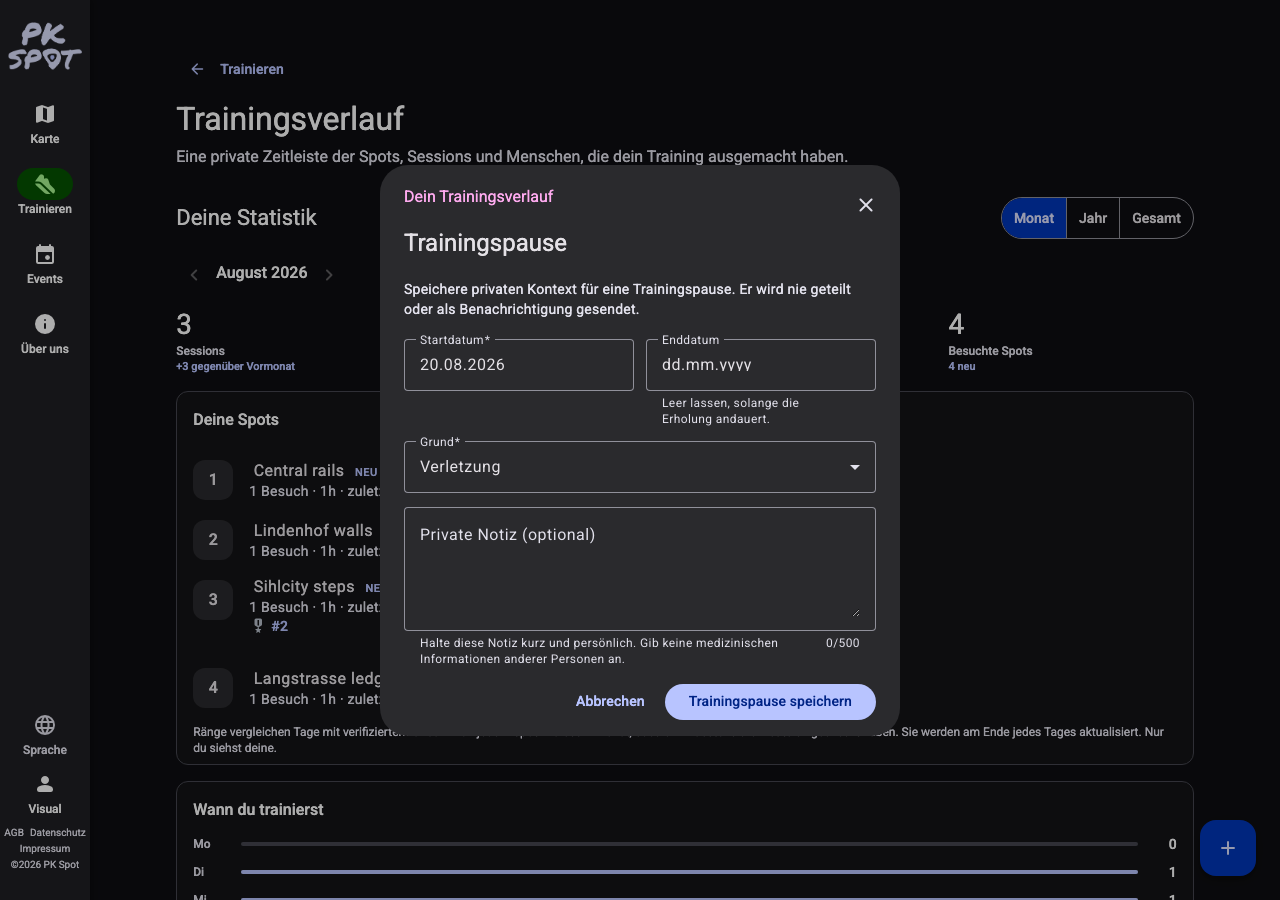 PK
SPOT
Karte
Trainieren
Events
Über uns
Sprache
Visual
AGB Datenschutz
Impressum
©2026 PK Spot
Trainieren
Trainingsverlauf
Eine private Zeitleiste der Spots, Sessions und Menschen, die dein Training ausgemacht haben.
Deine Statistik
Monat Jahr Gesamt
August 2026
3
Sessions
+3 gegenüber Vormonat
4
Besuchte Spots
4 neu
Deine Spots
1 Central rails NEU
1 Besuch · 1h ·
2 Lindenhof walls
1 Besuch · 1h ·
3 Sihlcity steps
1 Besuch · 1h ·
#2
4 Langstrasse
1 Besuch · 1h ·
Ränge vergleichen Tage mit
Sie werden am Ende jedes Tages aktualisiert. Nur
du siehst deine.
Wann du trainierst
Mo 0
Di 1
Dein Trainingsverlauf
Trainingspause
Speichere privaten Kontext für eine Trainingspause. Er wird nie geteilt
oder als Benachrichtigung gesendet.
Startdatum* Enddatum
20.08.2026 dd.mm.yyyy
Leer lassen, solange die
Erholung andauert.
Grund*
Verletzung
Private Notiz (optional)
Halte diese Notiz kurz und persönlich. Gib keine medizinischen 0/500
Informationen anderer Personen an.
Abbrechen Trainingspause speichern